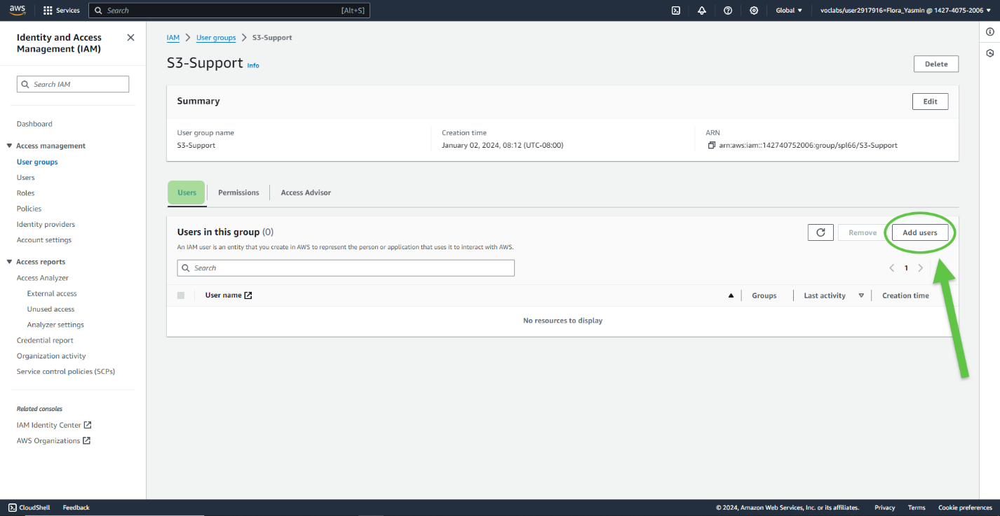 aws
Services
Search
[Alt+S]
Global
voclabs/user2917916=Flora_Yasmin @ 1427-4075-2006
Identity and Access
Management (IAM)
Search IAM
Dashboard
Access management
User groups
Users
Roles
Policies
Identity providers
Account settings
Access reports
Access Analyzer
External access
Unused access
Analyzer settings
Credential report
Organization activity
Service control policies (SCPs)
Related consoles
IAM Identity Center
AWS Organizations
IAM > User groups > S3-Support
S3-Support Info
Delete
Summary
Edit
User group name
S3-Support
Creation time
January 02, 2024, 08:12 (UTC-08:00)
ARN
arn:aws:iam::142740752006:group/spl66/S3-Support
Users
Permissions
Access Advisor
Users in this group (0)
Remove
Add users
An IAM user is an entity that you create in AWS to represent the person or application that uses it to interact with AWS.
Search
1
User name
Groups
Last activity
Creation time
No resources to display
CloudShell
Feedback
© 2024, Amazon Web Services, Inc. or its affiliates.
Privacy
Terms
Cookie preferences